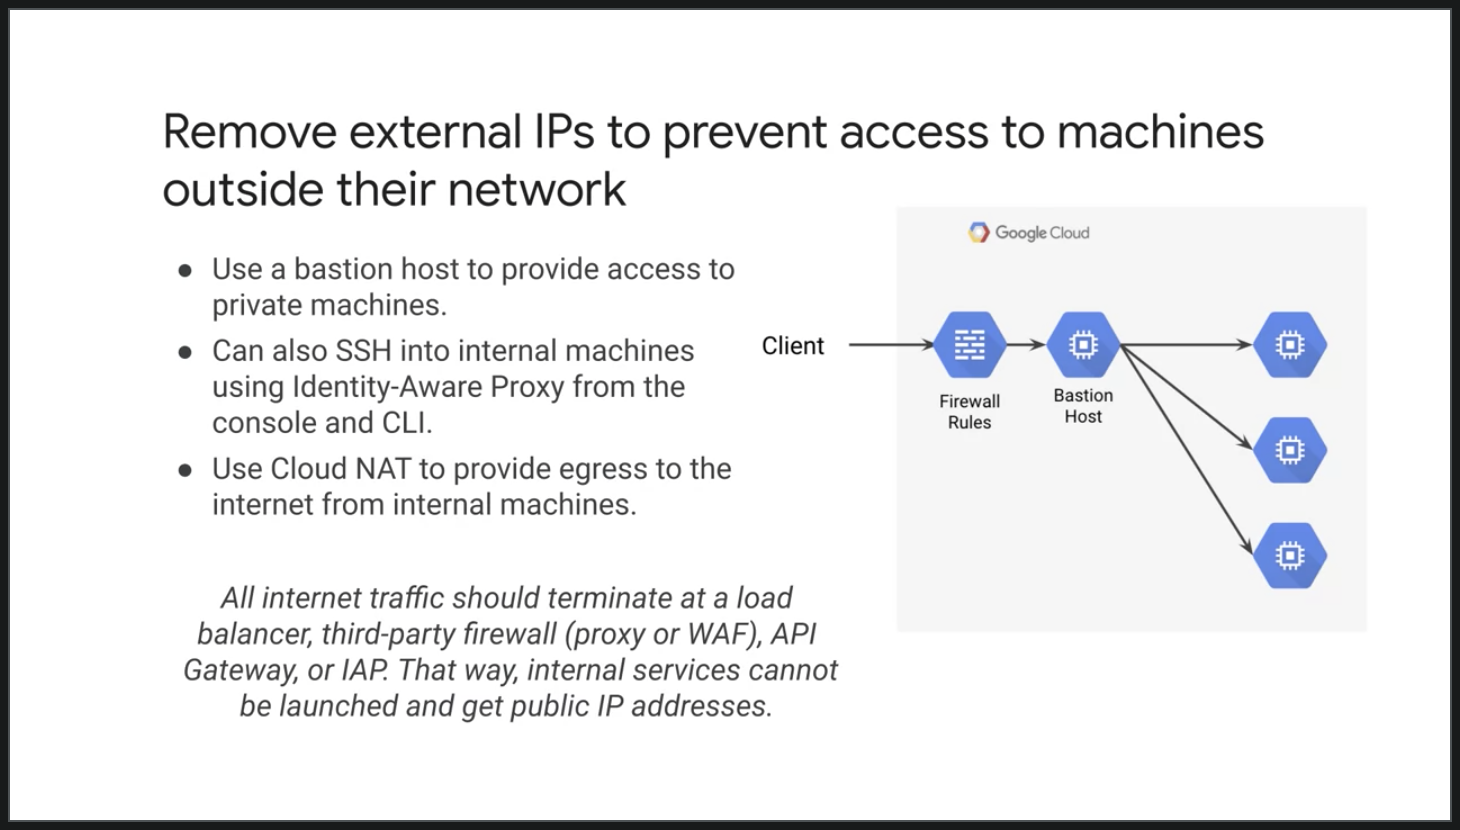 Remove external IPs to prevent access to machines
outside their network
● Use a bastion host to provide access to
private machines.
● Can also SSH into internal machines
using Identity-Aware Proxy from the
console and CLI.
● Use Cloud NAT to provide egress to the
internet from internal machines.
All internet traffic should terminate at a load
balancer, third-party firewall (proxy or WAF), API
Gateway, or IAP. That way, internal services cannot
be launched and get public IP addresses.
Google Cloud
Client
Firewall
Rules
Bastion
Host